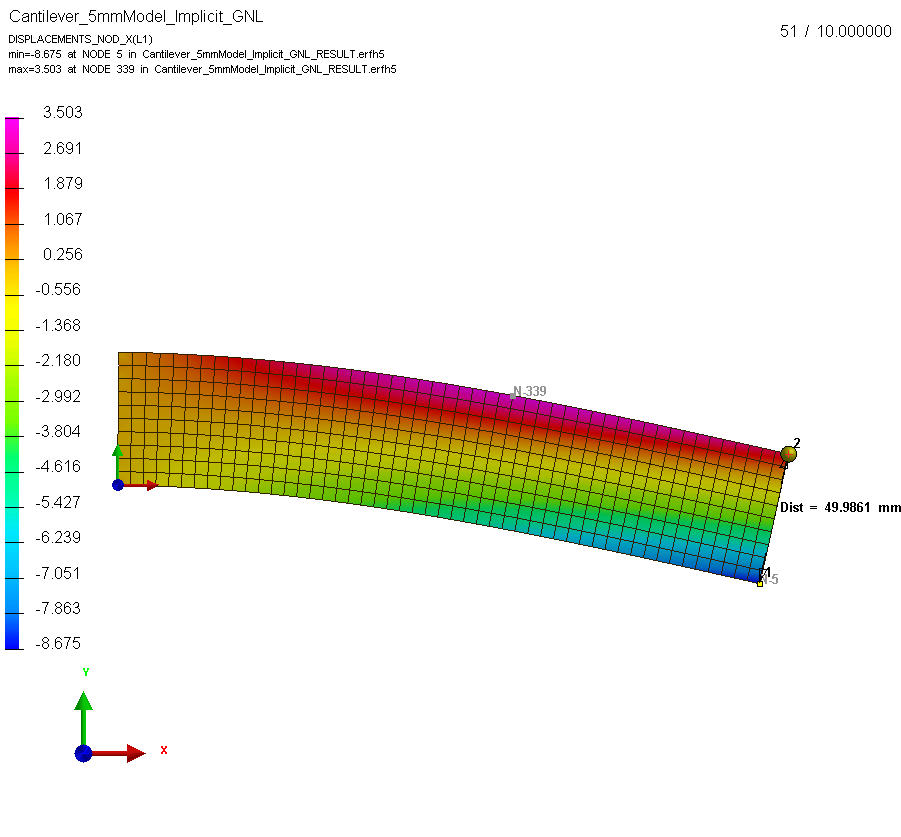 Cantilever_5mmModel_Implicit_GNL
51 / 10.000000
DISPLACEMENTS_NOD_X(L1)
min=-8.675 at NODE 5 in Cantilever_5mmModel_Implicit_GNL_RESULT.erfh5
max=3.503 at NODE 339 in Cantilever_5mmModel_Implicit_GNL_RESULT.erfh5
3.503
2.691
1.879
1.067
0.256
-0.556
-1.368
-2.180
-2.992
-3.804
-4.616
-5.427
-6.239
-7.051
-7.863
-8.675
N-339
2
Dist = 49.9861 mm
1
-5
Y
X